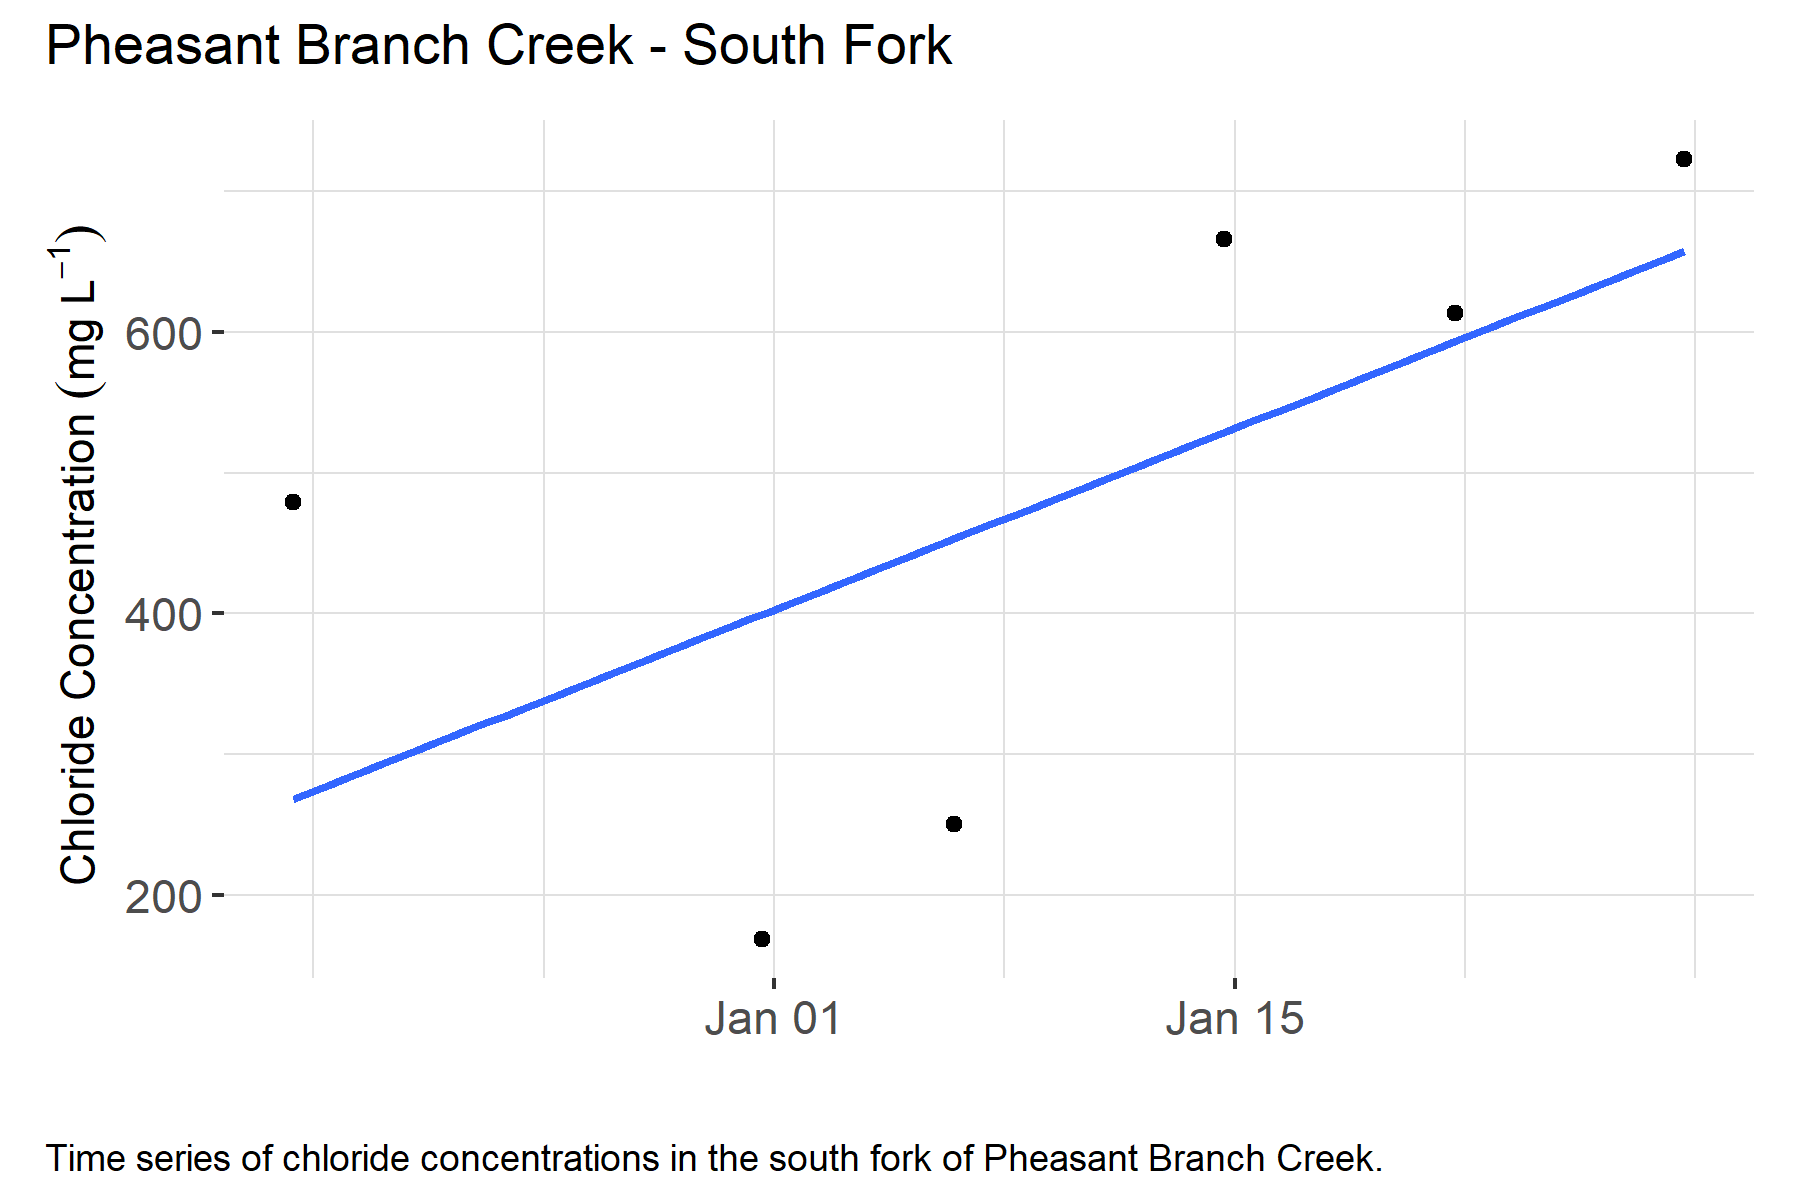 Pheasant Branch Creek - South Fork
Chloride Concentration (mg L⁻¹)
600
400
200
Jan 01
Jan 15
Time series of chloride concentrations in the south fork of Pheasant Branch Creek.